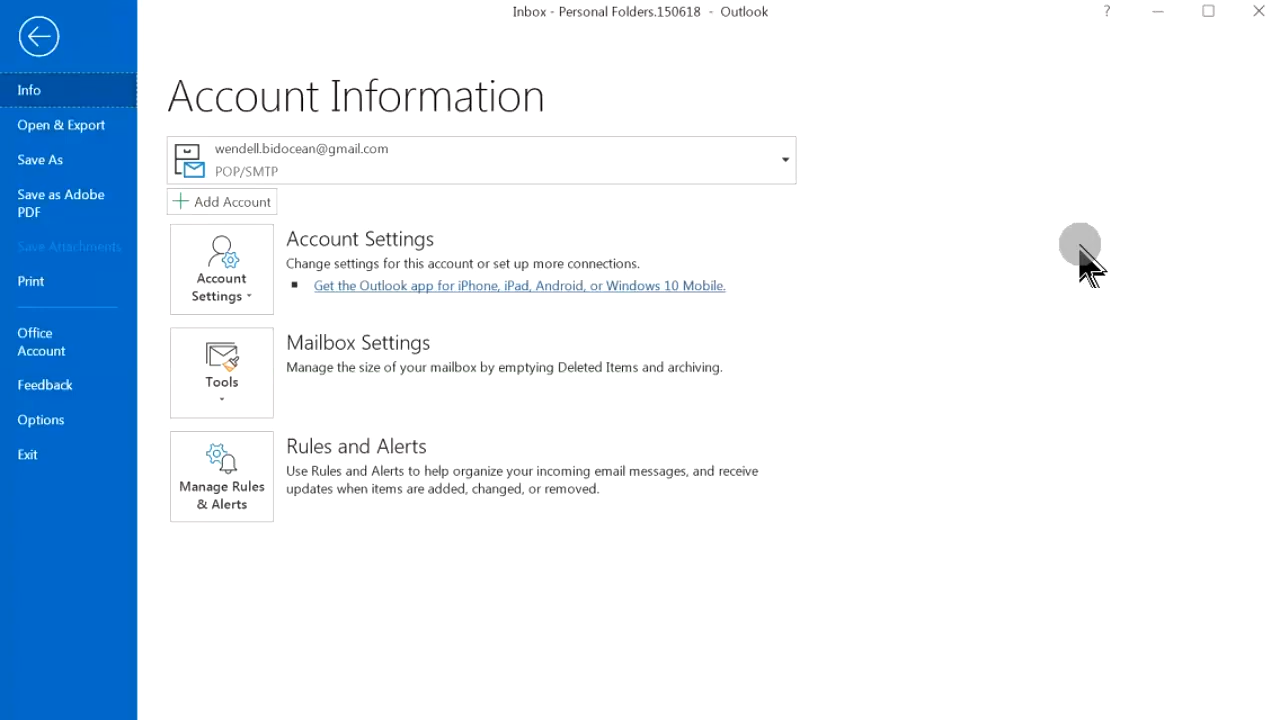 Inbox - Personal Folders.150618 - Outlook
?
Info
Open & Export
Save As
Save as Adobe
PDF
Save Attachments
Print
Office
Account
Feedback
Options
Exit
Account Information
wendell.bidocean@gmail.com
POP/SMTP
Add Account
Account
Settings
Account Settings
Change settings for this account or set up more connections.
Get the Outlook app for iPhone, iPad, Android, or Windows 10 Mobile.
Tools
Mailbox Settings
Manage the size of your mailbox by emptying Deleted Items and archiving.
Manage Rules
& Alerts
Rules and Alerts
Use Rules and Alerts to help organize your incoming email messages, and receive
updates when items are added, changed, or removed.